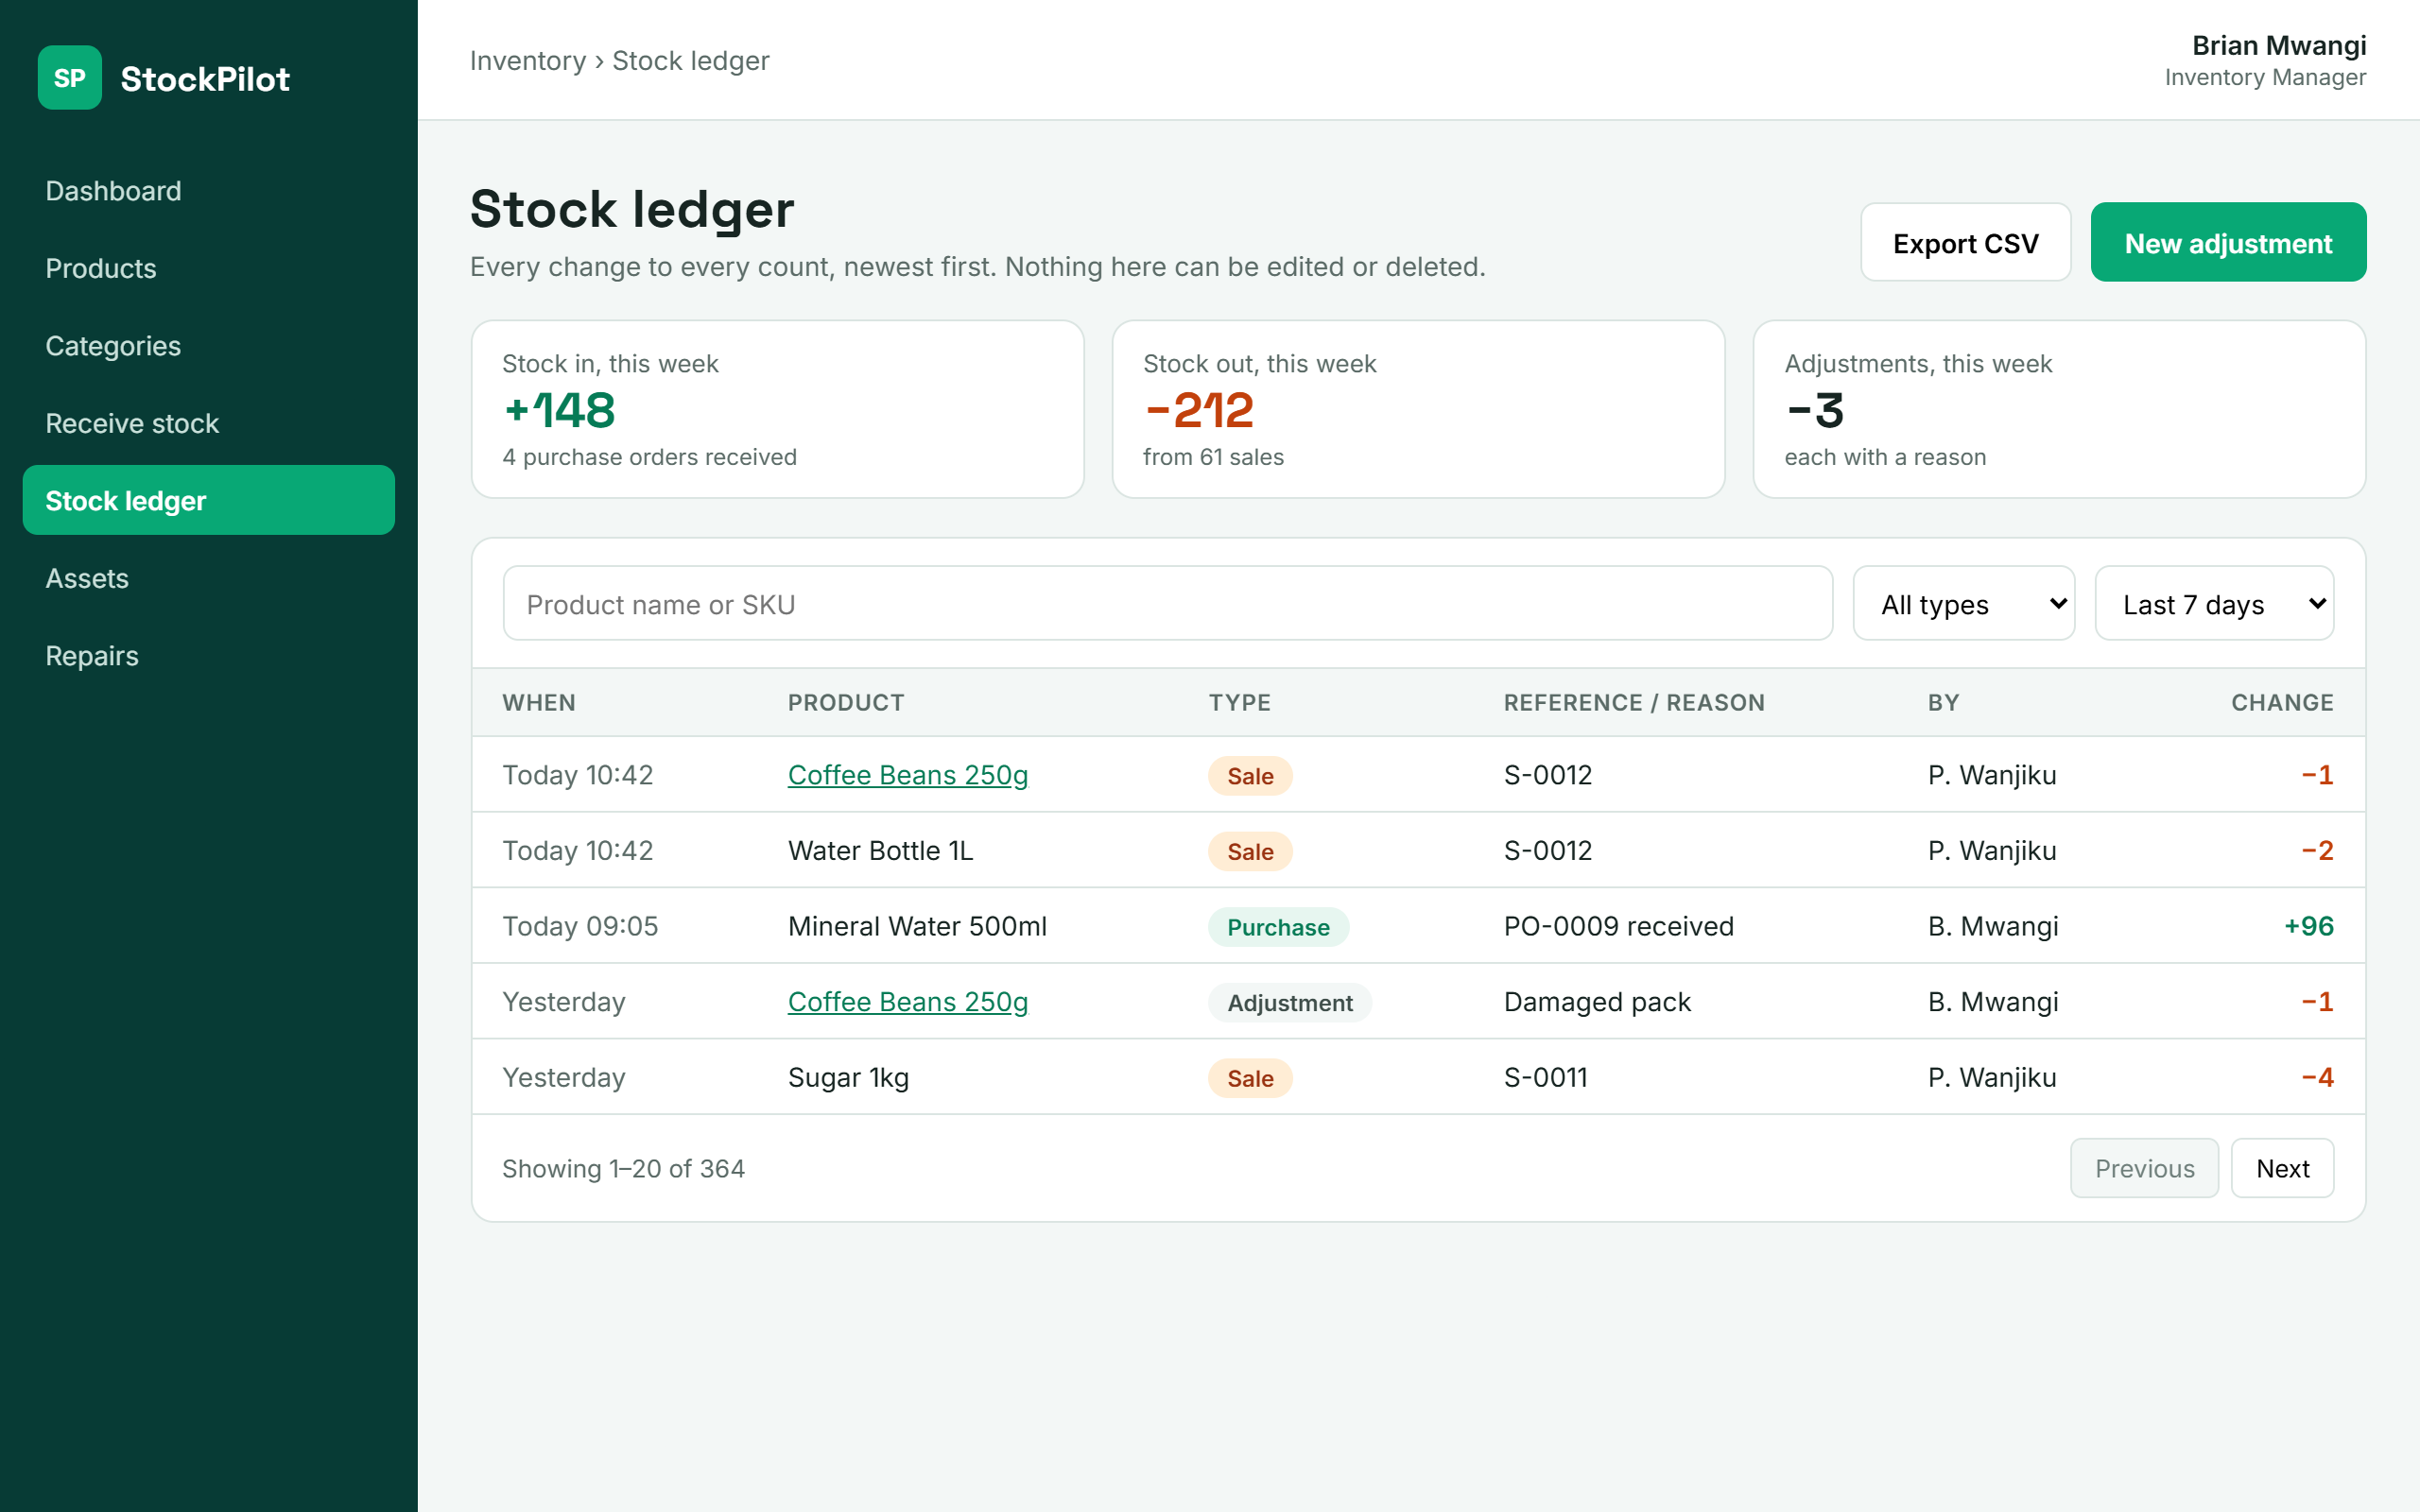 SP StockPilot
Dashboard
Products
Categories
Receive stock
Stock ledger
Assets
Repairs
Inventory › Stock ledger
Brian Mwangi
Inventory Manager
Stock ledger
Every change to every count, newest first. Nothing here can be edited or deleted.
Export CSV
New adjustment
Stock in, this week
+148
4 purchase orders received
Stock out, this week
−212
from 61 sales
Adjustments, this week
−3
each with a reason
Product name or SKU
All types
Last 7 days
WHEN PRODUCT TYPE REFERENCE / REASON BY CHANGE
Today 10:42 Coffee Beans 250g Sale S-0012 P. Wanjiku −1
Today 10:42 Water Bottle 1L Sale S-0012 P. Wanjiku −2
Today 09:05 Mineral Water 500ml Purchase PO-0009 received B. Mwangi +96
Yesterday Coffee Beans 250g Adjustment Damaged pack B. Mwangi −1
Yesterday Sugar 1kg Sale S-0011 P. Wanjiku −4
Showing 1–20 of 364
Previous
Next